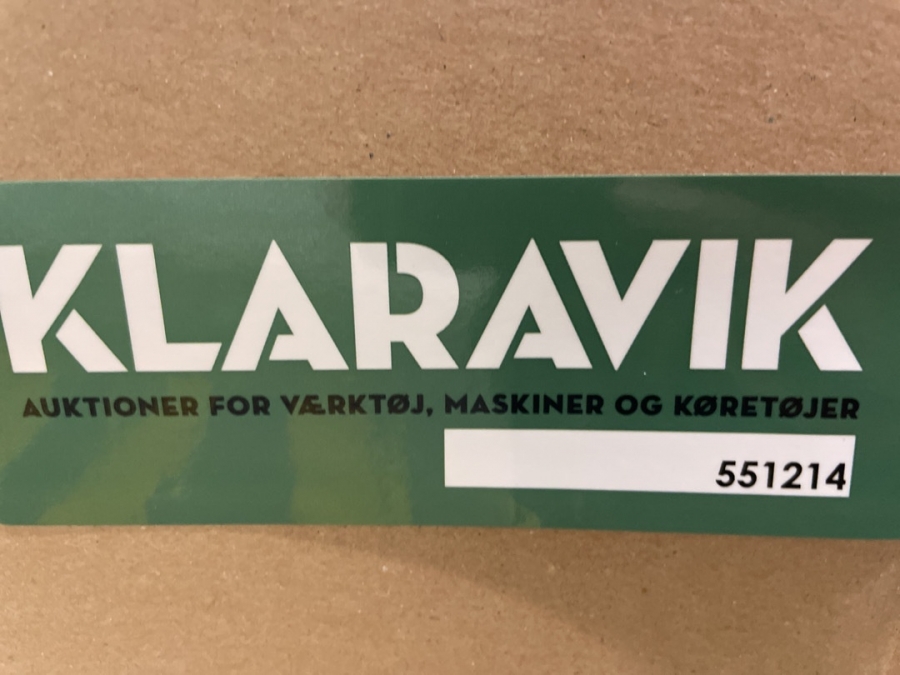 KLARAVIK
AUKTIONER FOR VÆRKTØJ, MASKINER OG KØRETØJER
551214